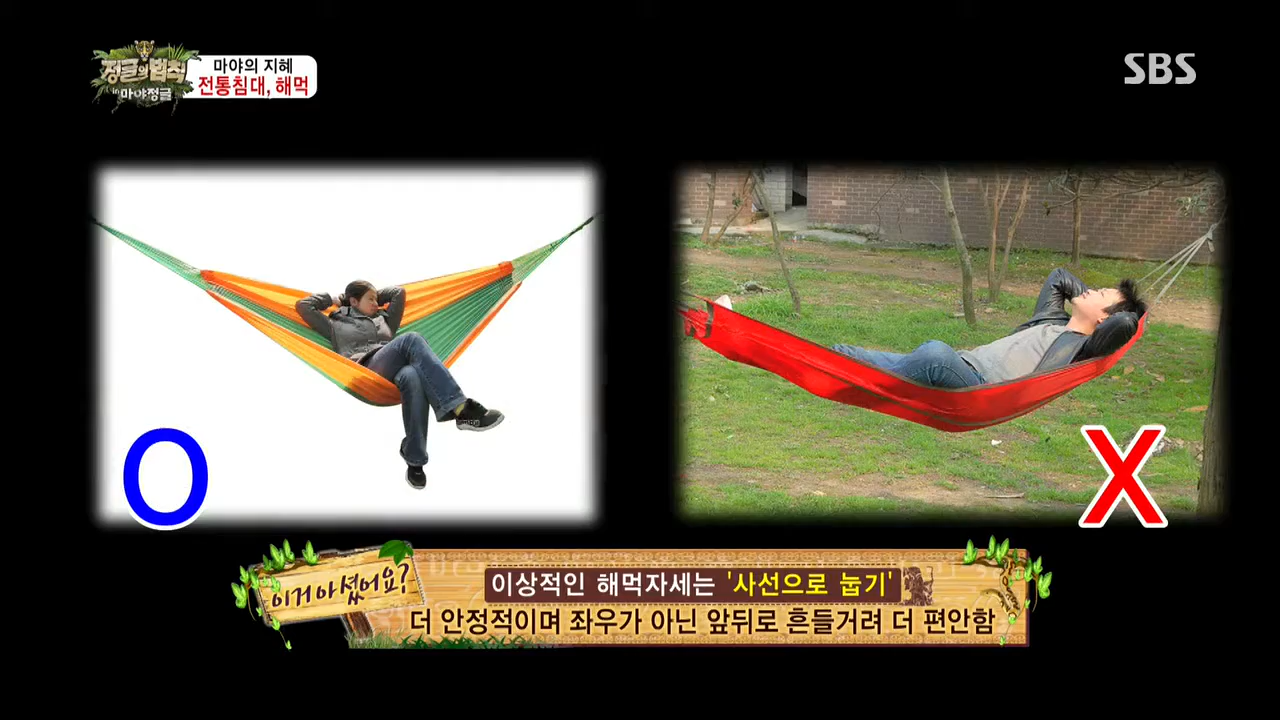 정글의 법칙
in 마야정글
마야의 지혜
전통침대, 해먹
SBS
O
X
이거 아셨어요?
이상적인 해먹자세는 '사선으로 눕기'
더 안정적이며 좌우가 아닌 앞뒤로 흔들거려 더 편안함